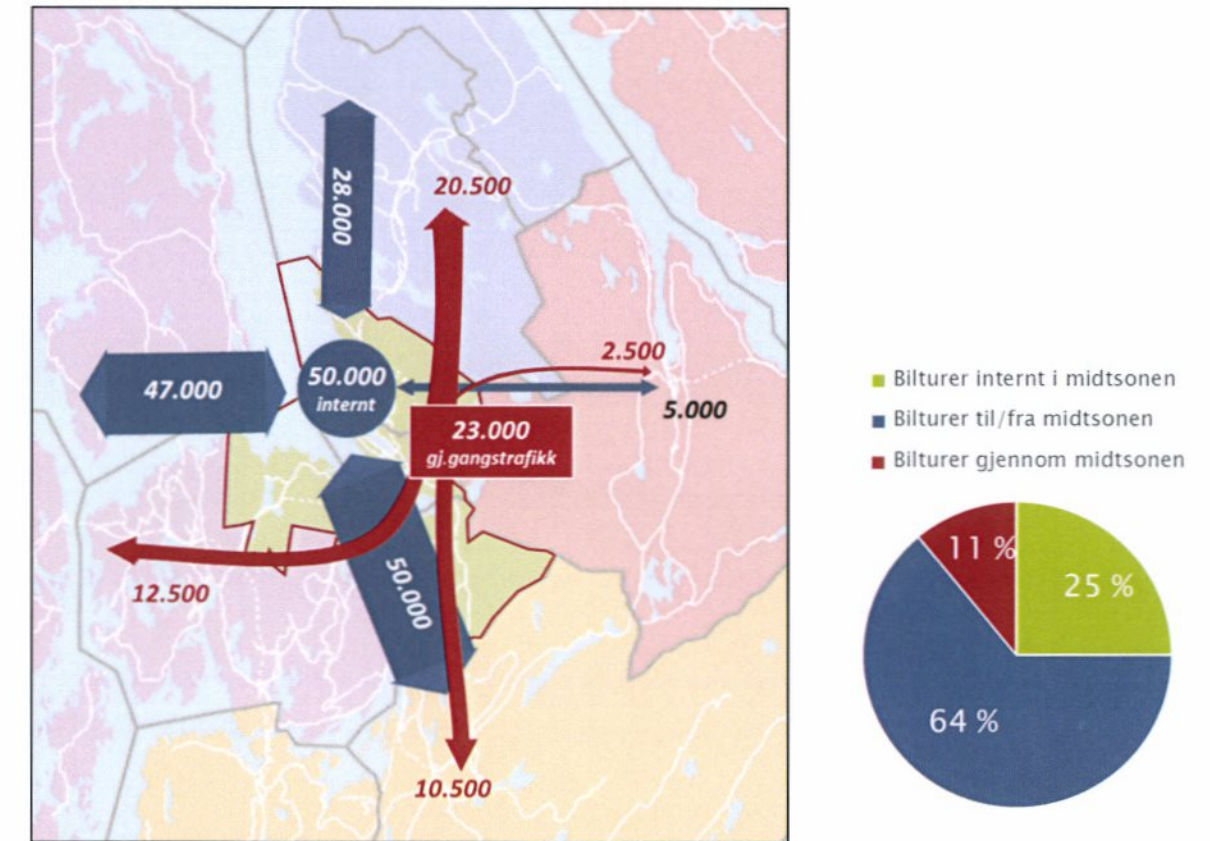 28.000
20.500
2.500
47.000
50.000
internt
5.000
23.000
gj.gangstrafikk
12.500
50.000
10.500
Bilturer internt i midtsonen
Bilturer til/fra midtsonen
Bilturer gjennom midtsonen
11 %
25 %
64 %